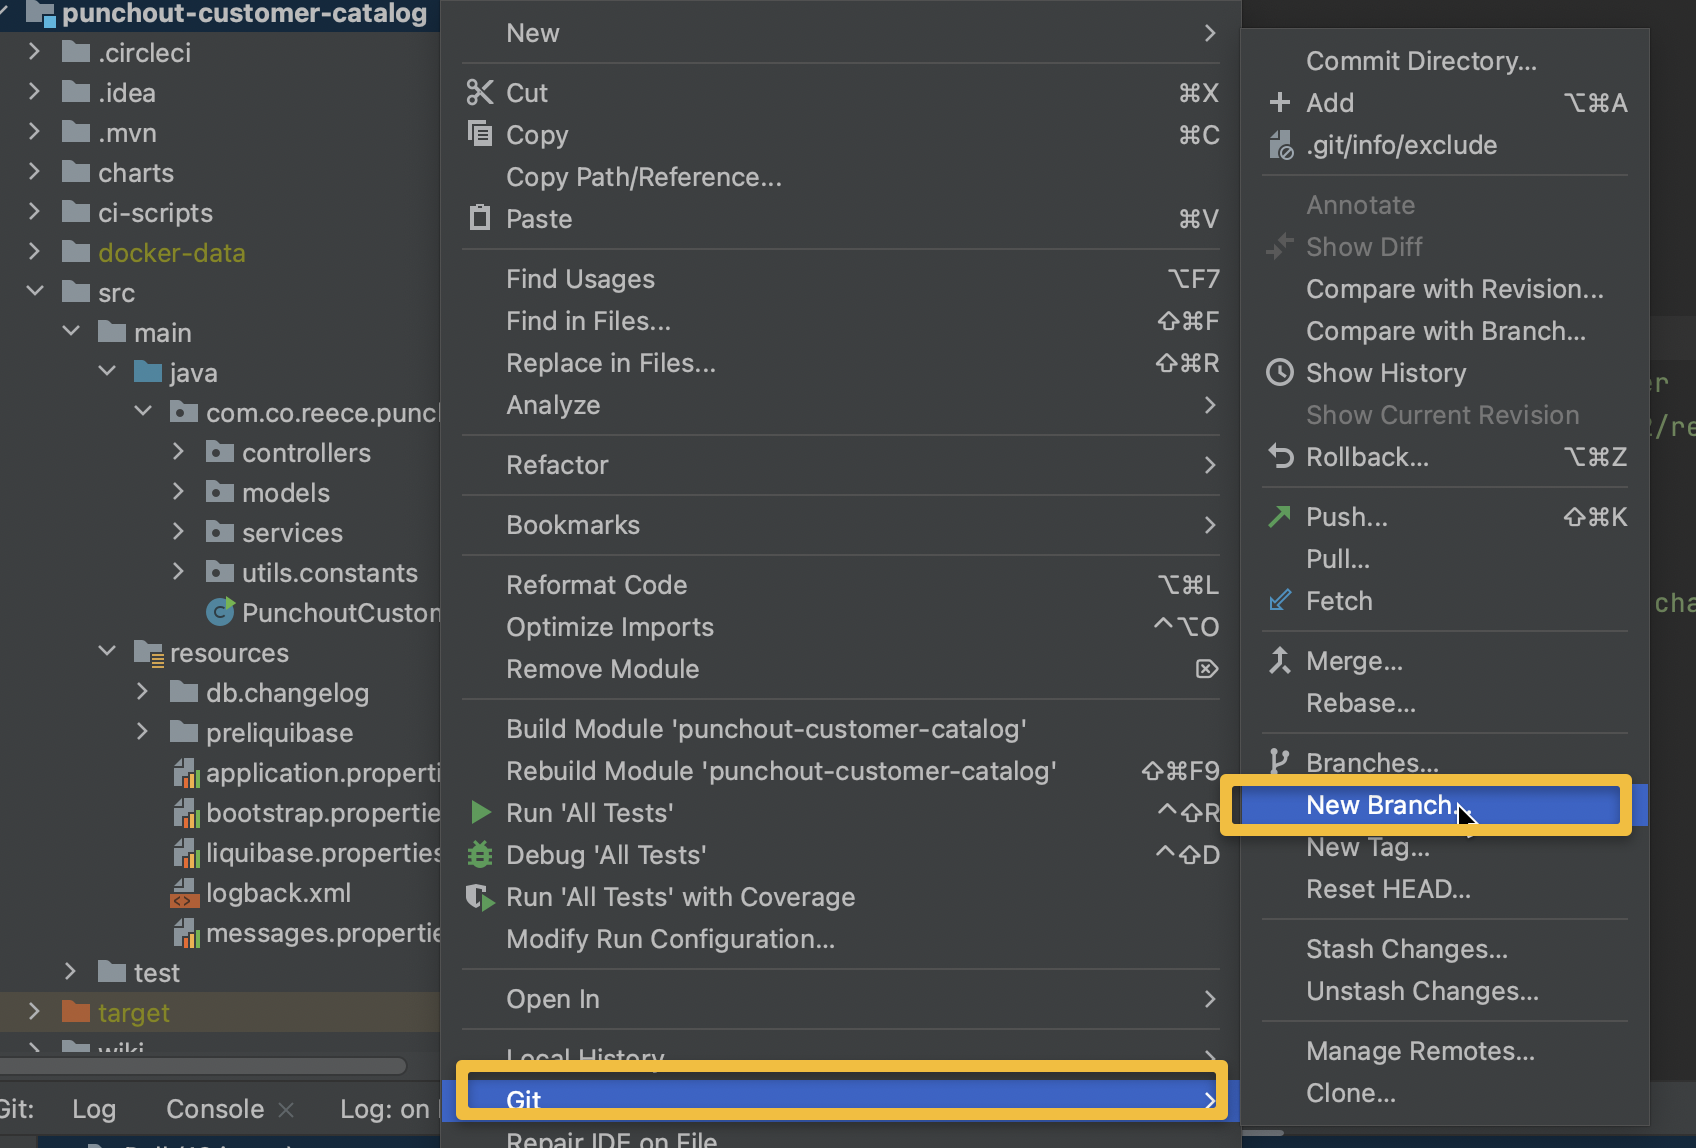 punchout-customer-catalog
.circleci
.idea
.mvn
charts
ci-scripts
docker-data
src
main
java
com.co.reece.punch
controllers
models
services
utils.constants
PunchoutCustom
resources
db.changelog
preliquibase
application.properti
bootstrap.propertie
liquibase.properties
logback.xml
messages.propertie
test
target
wiki
Git:
Log
Console
Log: on
New
Cut ⌘X
Copy ⌘C
Copy Path/Reference...
Paste ⌘V
Find Usages ⌥F7
Find in Files... ⇧⌘F
Replace in Files... ⇧⌘R
Analyze
Refactor
Bookmarks
Reformat Code ⌥⌘L
Optimize Imports ^⌥O
Remove Module ⌦
Build Module 'punchout-customer-catalog'
Rebuild Module 'punchout-customer-catalog' ⇧⌘F9
Run 'All Tests' ^⇧R
Debug 'All Tests' ^⇧D
Run 'All Tests' with Coverage
Modify Run Configuration...
Open In
Local History
Git
Repair IDE on File
Commit Directory...
Add ⌥⌘A
.git/info/exclude
Annotate
Show Diff
Compare with Revision...
Compare with Branch...
Show History
Show Current Revision
Rollback... ⌥⌘Z
Push... ⇧⌘K
Pull...
Fetch
Merge...
Rebase...
Branches...
New Branch...
New Tag...
Reset HEAD...
Stash Changes...
Unstash Changes...
Manage Remotes...
Clone...
er
/re
cha